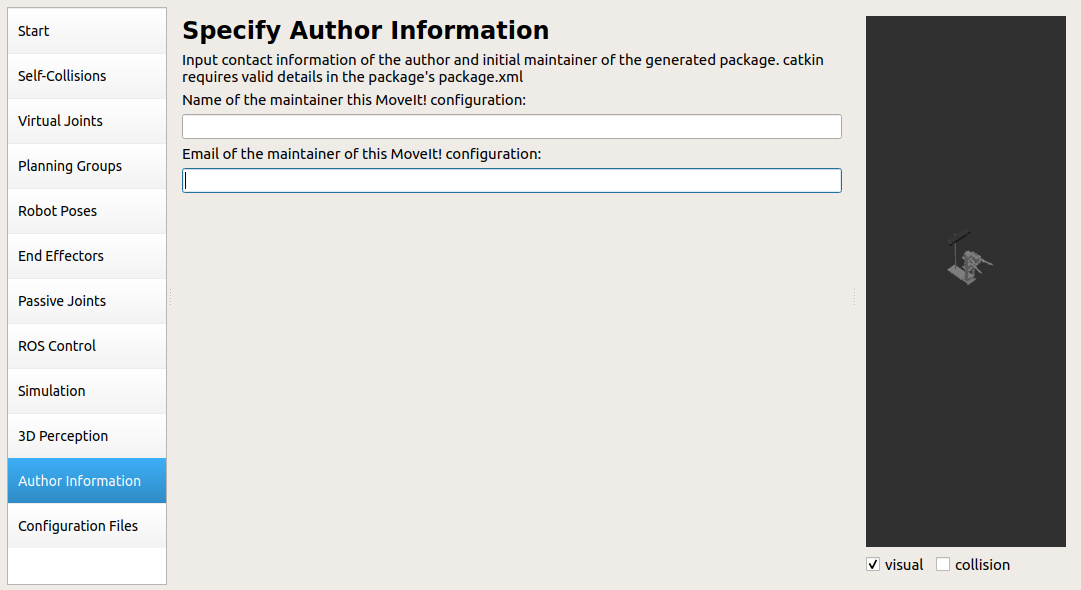 Start
Self-Collisions
Virtual Joints
Planning Groups
Robot Poses
End Effectors
Passive Joints
ROS Control
Simulation
3D Perception
Author Information
Configuration Files
Specify Author Information
Input contact information of the author and initial maintainer of the generated package. catkin
requires valid details in the package's package.xml
Name of the maintainer this MoveIt! configuration:
Email of the maintainer of this MoveIt! configuration:
visual
collision